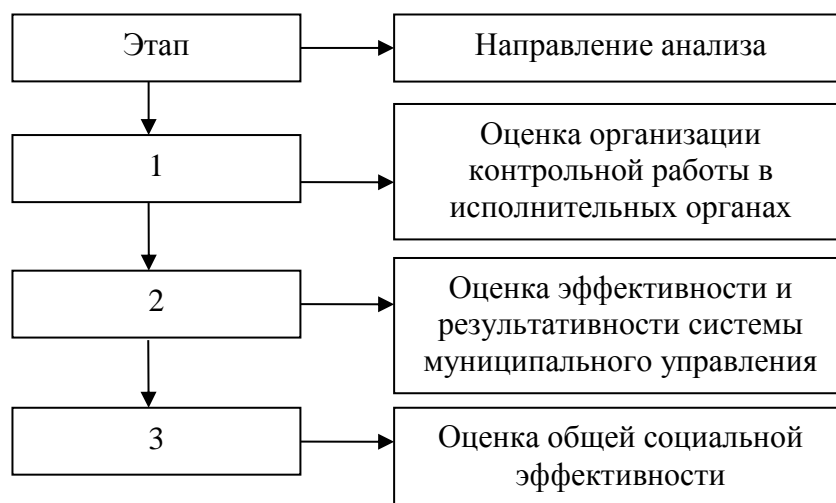 Этап
Направление анализа
1
Оценка организации
контрольной работы в
исполнительных органах
2
Оценка эффективности и
результативности системы
муниципального управления
3
Оценка общей социальной
эффективности